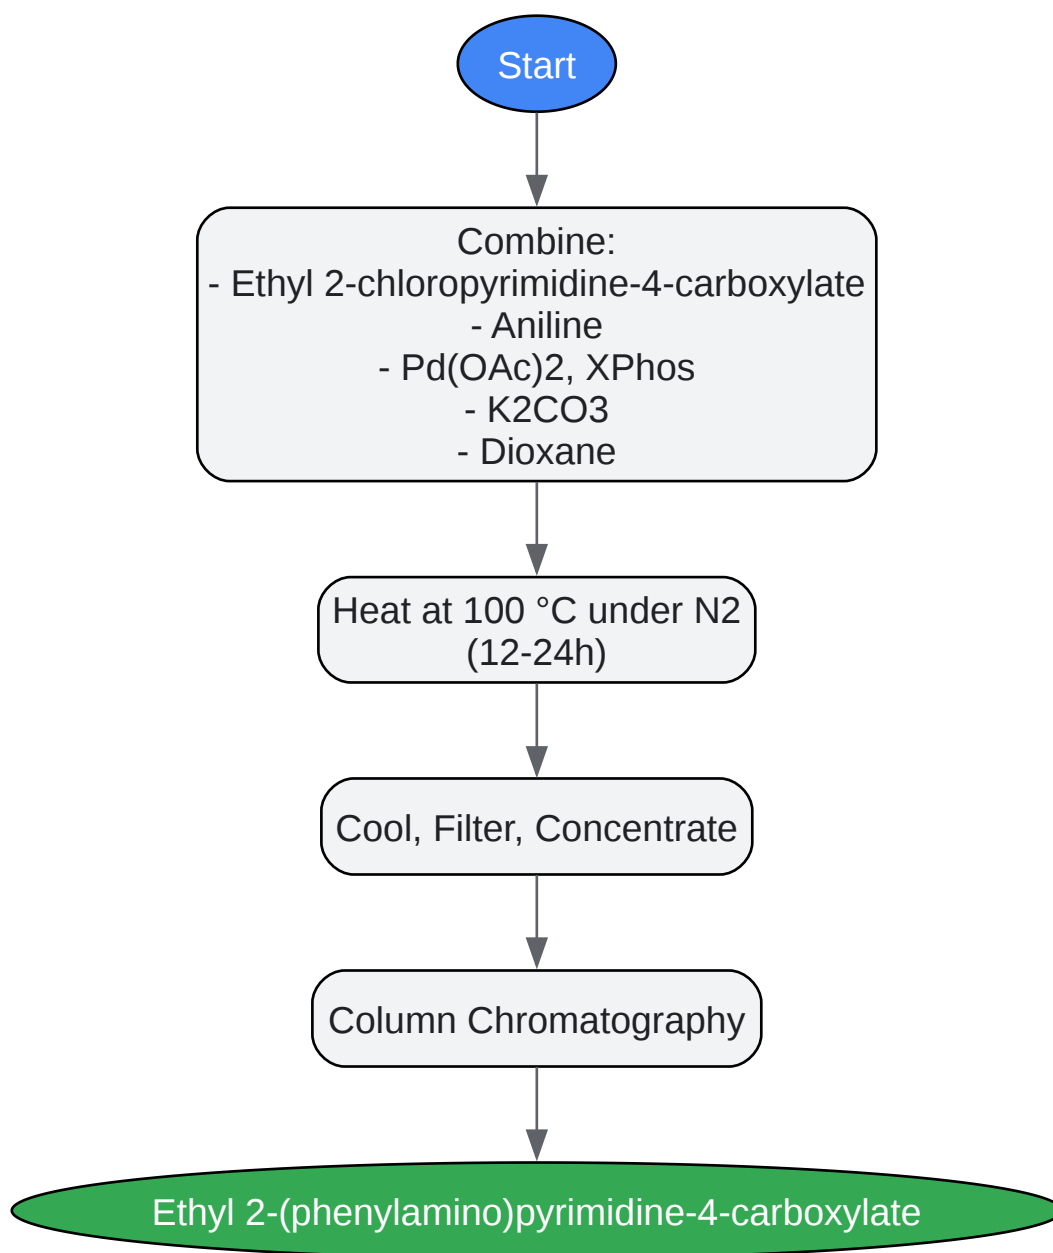 Start
Combine:
- Ethyl 2-chloropyrimidine-4-carboxylate
- Aniline
- Pd(OAc)2, XPhos
- K2CO3
- Dioxane
Heat at 100 °C under N2
(12-24h)
Cool, Filter, Concentrate
Column Chromatography
Ethyl 2-(phenylamino)pyrimidine-4-carboxylate